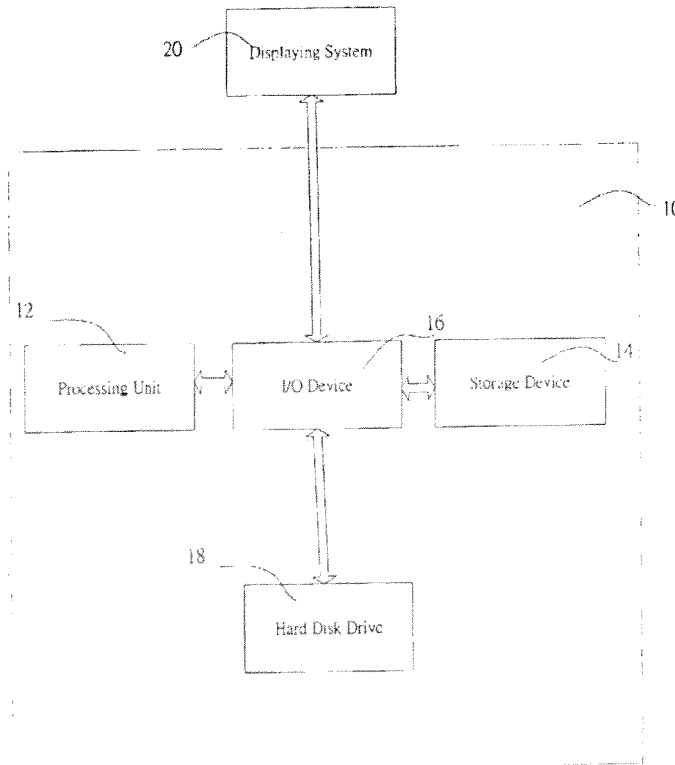 20
Displaying System
10
12
16
14
Processing Unit
I/O Device
Storage Device
18
Hard Disk Drive